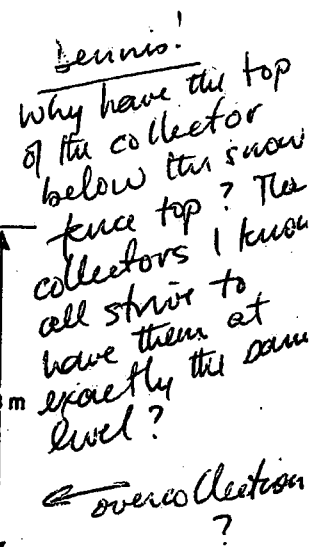 Dennis!
Why have the top
of the collector
below the snow
fence top? The
collectors I know
all strive to
have them at
m exactly the same
level?
← overcollection
?